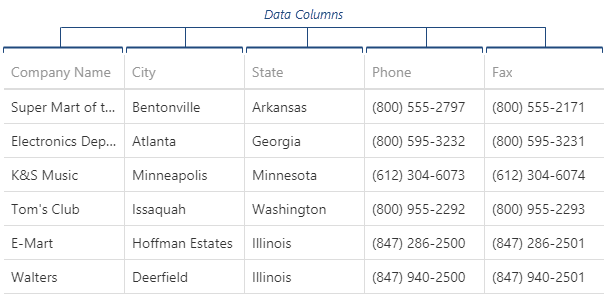 Data Columns
Company Name City State Phone Fax
Super Mart of t... Bentonville Arkansas (800) 555-2797 (800) 555-2171
Electronics Dep... Atlanta Georgia (800) 595-3232 (800) 595-3231
K&S Music Minneapolis Minnesota (612) 304-6073 (612) 304-6074
Tom's Club Issaquah Washington (800) 955-2292 (800) 955-2293
E-Mart Hoffman Estates Illinois (847) 286-2500 (847) 286-2501
Walters Deerfield Illinois (847) 940-2500 (847) 940-2501